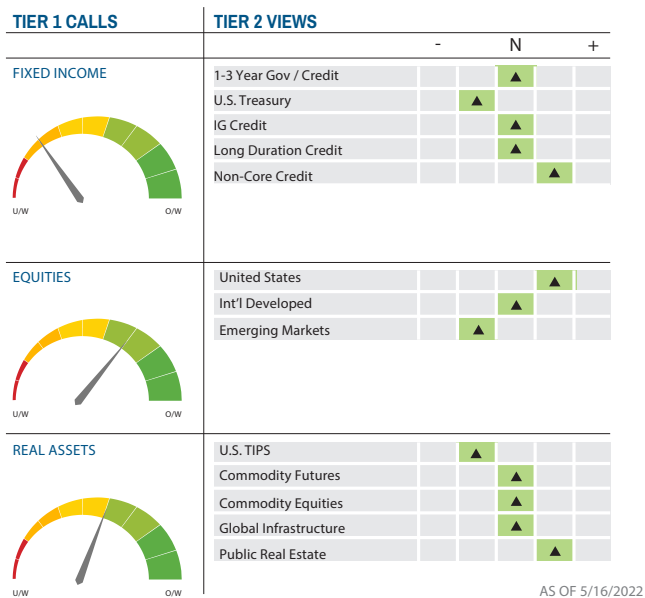 TIER 1 CALLS
TIER 2 VIEWS
- N +
FIXED INCOME
1-3 Year Gov / Credit
U.S. Treasury
IG Credit
Long Duration Credit
Non-Core Credit
U/W O/W
EQUITIES
United States
Int'l Developed
Emerging Markets
U/W O/W
REAL ASSETS
U.S. TIPS
Commodity Futures
Commodity Equities
Global Infrastructure
Public Real Estate
U/W O/W
AS OF 5/16/2022